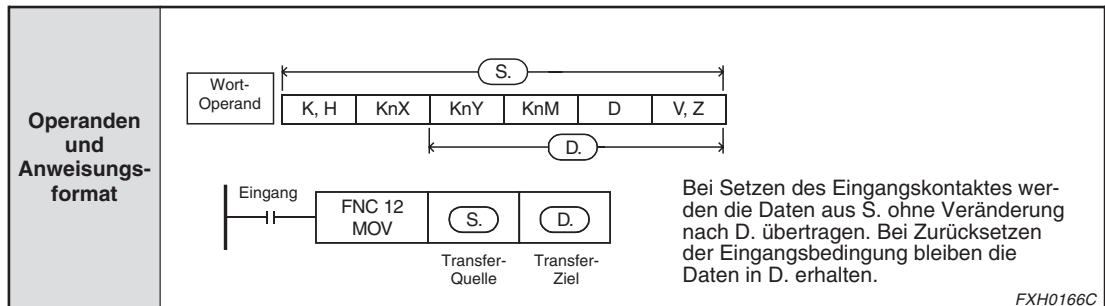 Operanden
und
Anweisungs-
format
Wort-
Operand
S.
K, H KnX KnY KnM D V, Z
D.
Eingang
FNC 12
MOV
S.
D.
Transfer-
Quelle
Transfer-
Ziel
Bei Setzen des Eingangskontaktes wer-
den die Daten aus S. ohne Veränderung
nach D. übertragen. Bei Zurücksetzen
der Eingangsbedingung bleiben die
Daten in D. erhalten.
FXH0166C